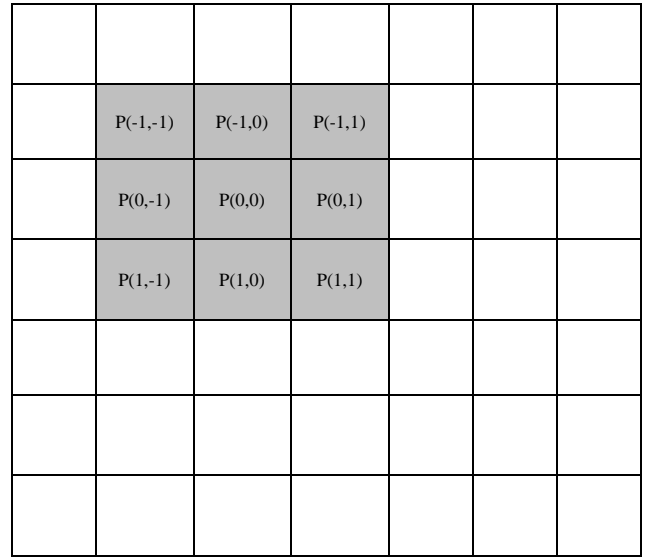 P(-1,-1) P(-1,0) P(-1,1)
P(0,-1) P(0,0) P(0,1)
P(1,-1) P(1,0) P(1,1)